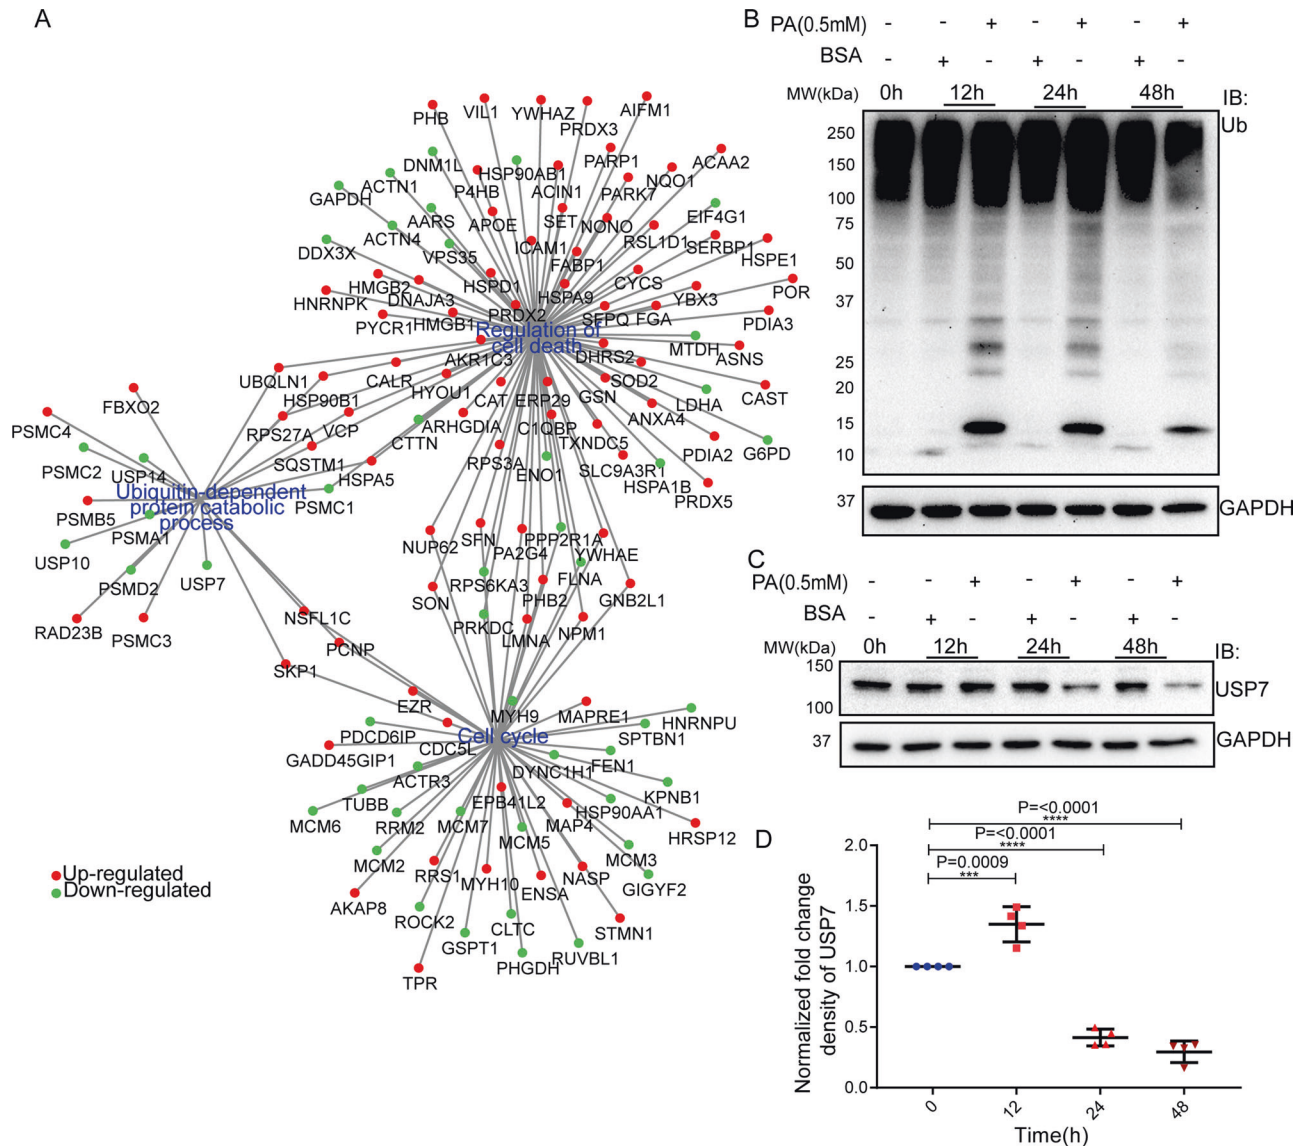 A
PHB
VIL1
YWHAZ
PRDX3
AIFM1
DNM1L
HSP90AB1
PARP1
ACAA2
ACTN1
P4HB
ACIN1
PARK7
NQO1
GAPDH
AARS
APOE
SET
NONO
EIF4G1
ACTN4
VPS35
ICAM1
RSL1D1
SERBP1
DDX3X
FABP1
HSPE1
HMGB2
HSPD1
CYCS
HNRNPK
DNAJA3
HSPA9
YBX3
POR
PYCR1
HMGB1
PRDX2
SFPQ
FGA
PDIA3
Regulation of
cell death
MTDH
ASNS
UBQLN1
CALR
AKR1C3
DHRS2
HSP90B1
HYOU1
CAT
ERP29
GSN
SOD2
LDHA
CAST
FBXO2
PSMC4
RPS27A
VCP
CTTN
ARHGDIA
C1QBP
TXNDC5
ANXA4
PSMC2
USP14
SQSTM1
RPS3A
ENO1
SLC9A3R1
PDIA2
G6PD
HSPA5
HSPA1B
PRDX5
Ubiquitin-dependent
protein catabolic
process
PSMB5
PSMC1
PSMA1
USP10
PSMD2
USP7
NUP62
SFN
PA2G4
PPP2R1A
YWHAE
RPS6KA3
FLNA
RAD23B
PSMC3
NSFL1C
SON
PHB2
GNB2L1
PCNP
PRKDC
LMNA
NPM1
SKP1
EZR
MYH9
MAPRE1
HNRNPU
PDCD6IP
CDC5L
Cell cycle
SPTBN1
GADD45GIP1
ACTR3
DYNC1H1
FEN1
TUBB
EPB41L2
HSP90AA1
KPNB1
MCM6
RRM2
MCM7
MAP4
HRSP12
MCM2
MCM5
MCM3
RRS1
MYH10
ENSA
NASP
GIGYF2
AKAP8
ROCK2
CLTC
STMN1
GSPT1
PHGDH
RUVBL1
TPR
Up-regulated
Down-regulated
B
PA(0.5mM) - - + - + - +
BSA - + - + - + -
MW(kDa) 0h 12h 24h 48h IB:
Ub
250
150
100
75
50
37
25
20
15
10
37
GAPDH
C
PA(0.5mM) - - + - + - +
BSA - + - + - + -
MW(kDa) 0h 12h 24h 48h IB:
150
USP7
100
37
GAPDH
D
P=<0.0001
****
P=<0.0001
****
P=0.0009
***
Normalized fold change
density of USP7
2.0
1.5
1.0
0.5
0.0
0 12 24 48
Time(h)